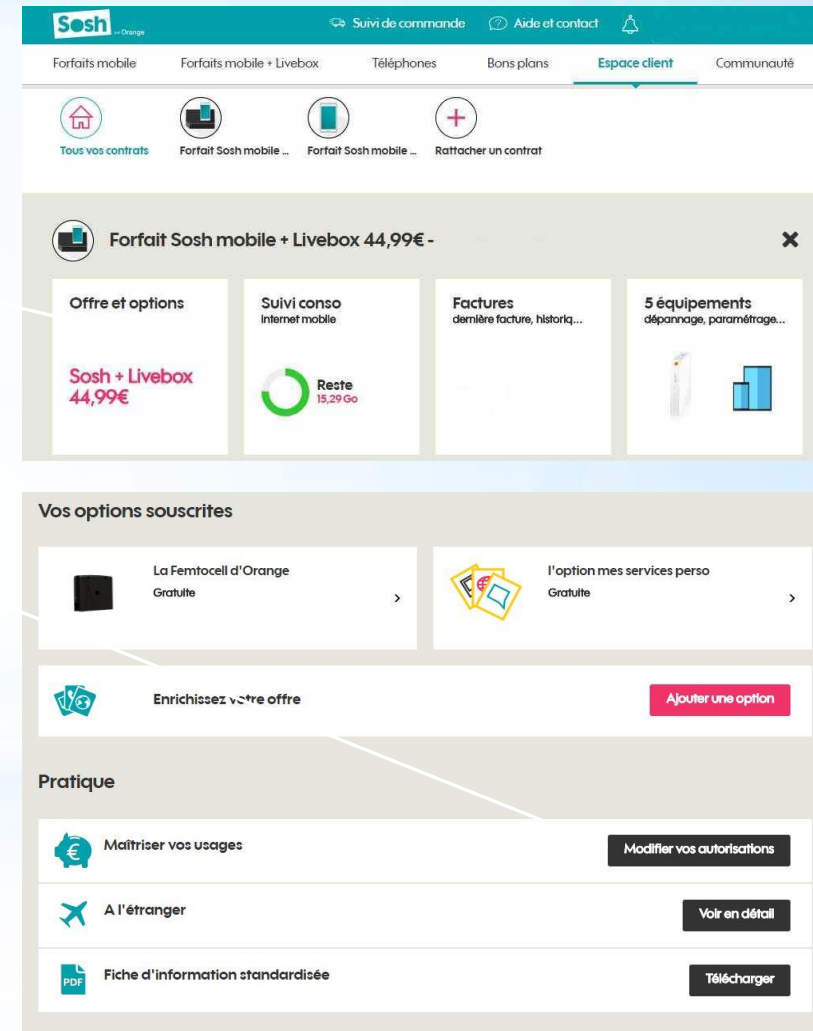 Sosh par Orange
Suivi de commande Aide et contact
Forfaits mobile Forfaits mobile + Livebox Téléphones Bons plans Espace client Communauté
Tous vos contrats Forfait Sosh mobile ... Forfait Sosh mobile ... Rattacher un contrat
Forfait Sosh mobile + Livebox 44,99€ -
Offre et options
Sosh + Livebox
44,99€
Suivi conso
Internet mobile
Reste
15,29 Go
Factures
dernière facture, historiq...
5 équipements
dépannage, paramétrage...
Vos options souscrites
La Femtocell d'Orange
Gratuite
l'option mes services perso
Gratuite
Enrichissez votre offre
Ajouter une option
Pratique
Maîtriser vos usages
Modifier vos autorisations
A l'étranger
Voir en détail
PDF
Fiche d'information standardisée
Télécharger